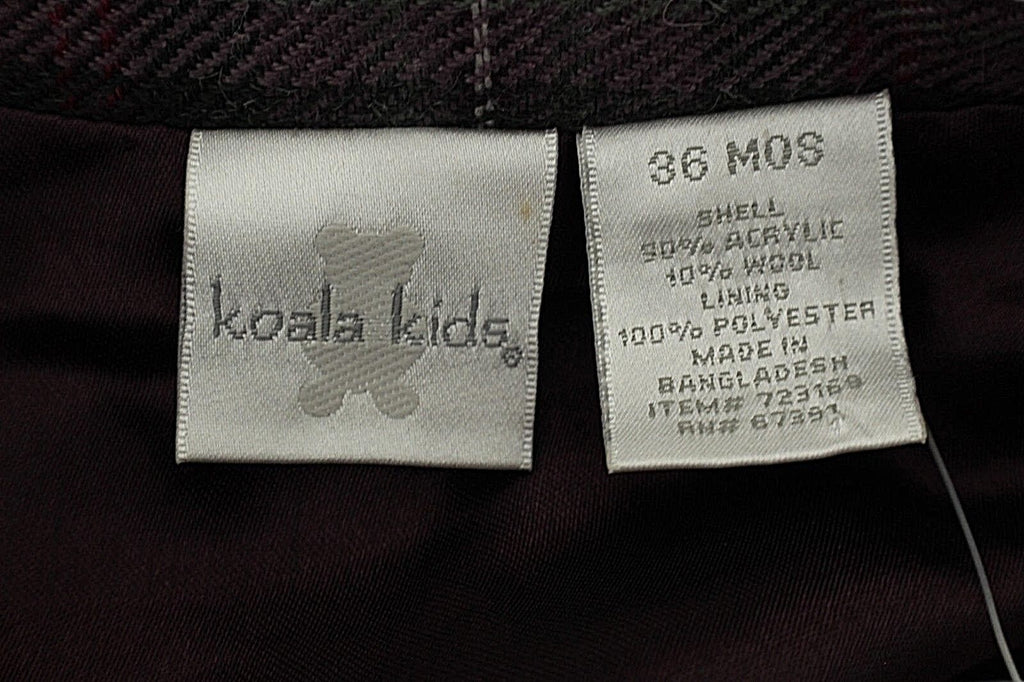 koala kids®
36 MOS
SHELL
90% ACRYLIC
10% WOOL
LINING
100% POLYESTER
MADE IN
BANGLADESH
ITEM# 723169
RN# 67391